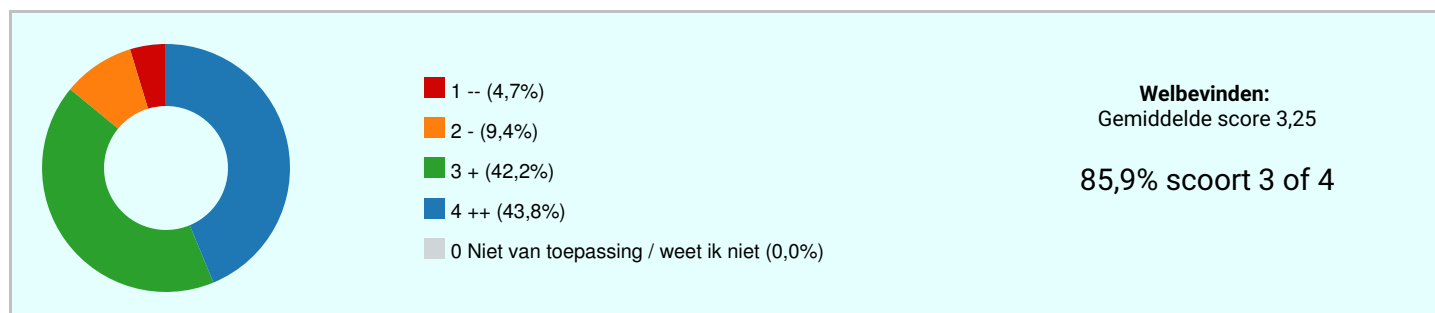 1 -- (4,7%)
2 - (9,4%)
3 + (42,2%)
4 ++ (43,8%)
0 Niet van toepassing / weet ik niet (0,0%)
Welbevinden:
Gemiddelde score 3,25
85,9% scoort 3 of 4